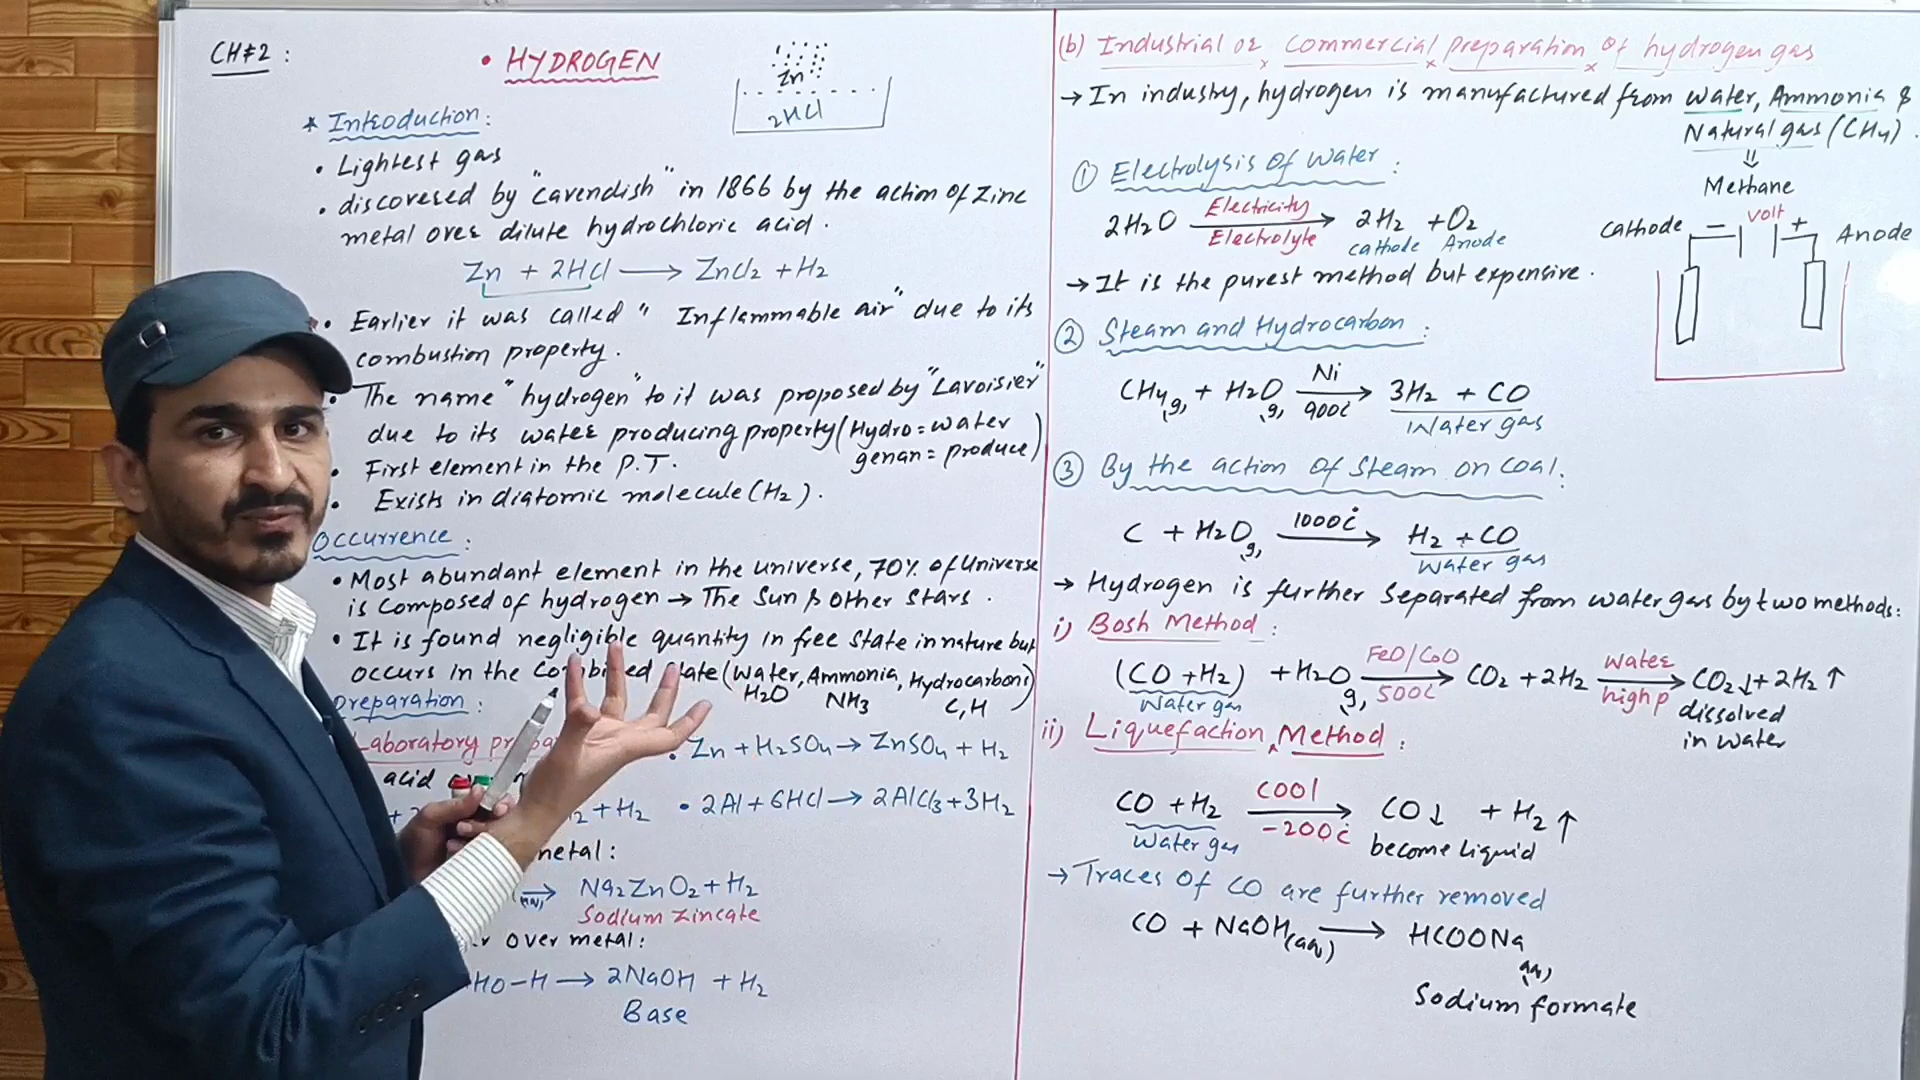 CH#2:
• HYDROGEN
Zn
2HCl
* Introduction:
• Lightest gas
• discovered by "Cavendish" in 1866 by the action of Zinc
metal over dilute hydrochloric acid.
Zn + 2HCl → ZnCl2 + H2
• Earlier it was called " Inflammable air" due to its
combustion property.
• The name "hydrogen" to it was proposed by "Lavoisier"
due to its water producing property (Hydro = water
genan = produce)
• First element in the P.T.
• Exists in diatomic molecule (H2).
Occurrence:
• Most abundant element in the universe, 70% of Universe
is composed of hydrogen → The Sun & Other Stars.
• It is found negligible quantity in free state in nature but
occurs in the Combined State (Water, Ammonia, Hydrocarbons)
H2O NH3 C,H
Preparation:
Laboratory
• Zn + H2SO4 → ZnSO4 + H2
acid
+ H2 • 2Al + 6HCl → 2AlCl3 + 3H2
metal:
→ Na2ZnO2 + H2
Sodium Zincate
over metal:
HO-H → 2NaOH + H2
Base
(b) Industrial or Commercial preparation of hydrogen gas
→ In industry, hydrogen is manufactured from water, Ammonia &
Natural gas (CH4).
⇓
Methane
① Electrolysis of Water:
2H2O Electricity Electrolyte → 2H2 + O2
cathode Anode
Cathode - volt + Anode
→ It is the purest method but expensive.
② Steam and Hydrocarbon:
CH4(g) + H2O(g) Ni 900°C → 3H2 + CO
Water gas
③ By the action of Steam on Coal:
C + H2O(g) 1000°C → H2 + CO
Water gas
→ Hydrogen is further Separated from water gas by two methods:
i) Bosh Method:
(CO + H2) + H2O(g) FeO/CoO 500°C → CO2 + 2H2 water high p → CO2↓ + 2H2↑
Water gas
dissolved
in water
ii) Liquefaction Method:
CO + H2 COOl -200°C → CO↓ + H2↑
Water gas become liquid
→ Traces of CO are further removed
CO + NaOH(aq) → HCOONa(aq)
Sodium formate